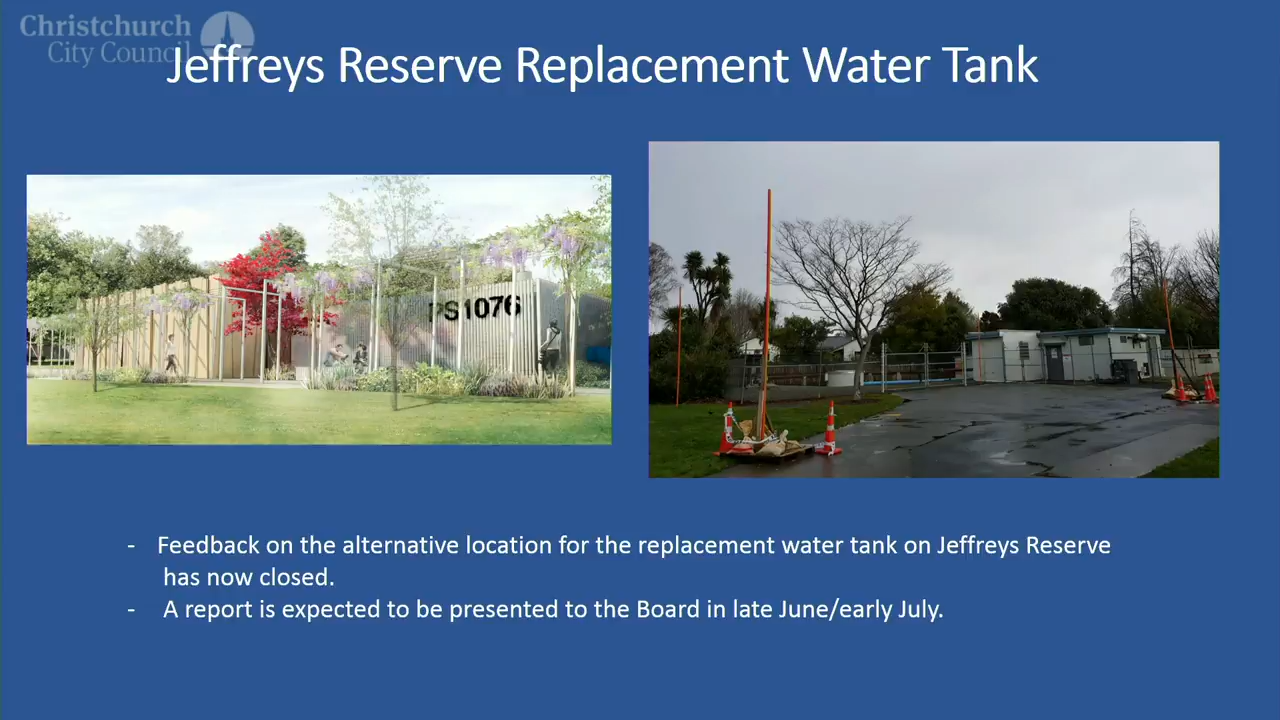 Christchurch
City Council
Jeffreys Reserve Replacement Water Tank
PS1076
- Feedback on the alternative location for the replacement water tank on Jeffreys Reserve
has now closed.
- A report is expected to be presented to the Board in late June/early July.